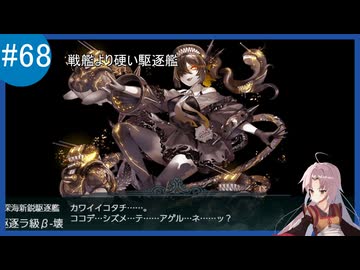 #68
戦艦より硬い駆逐艦
深海新鋭駆逐艦
駆逐ラ級β-壊
カワイイコタチ……。
ココデ…シズメ…テ……アゲル…ネ……ッ？